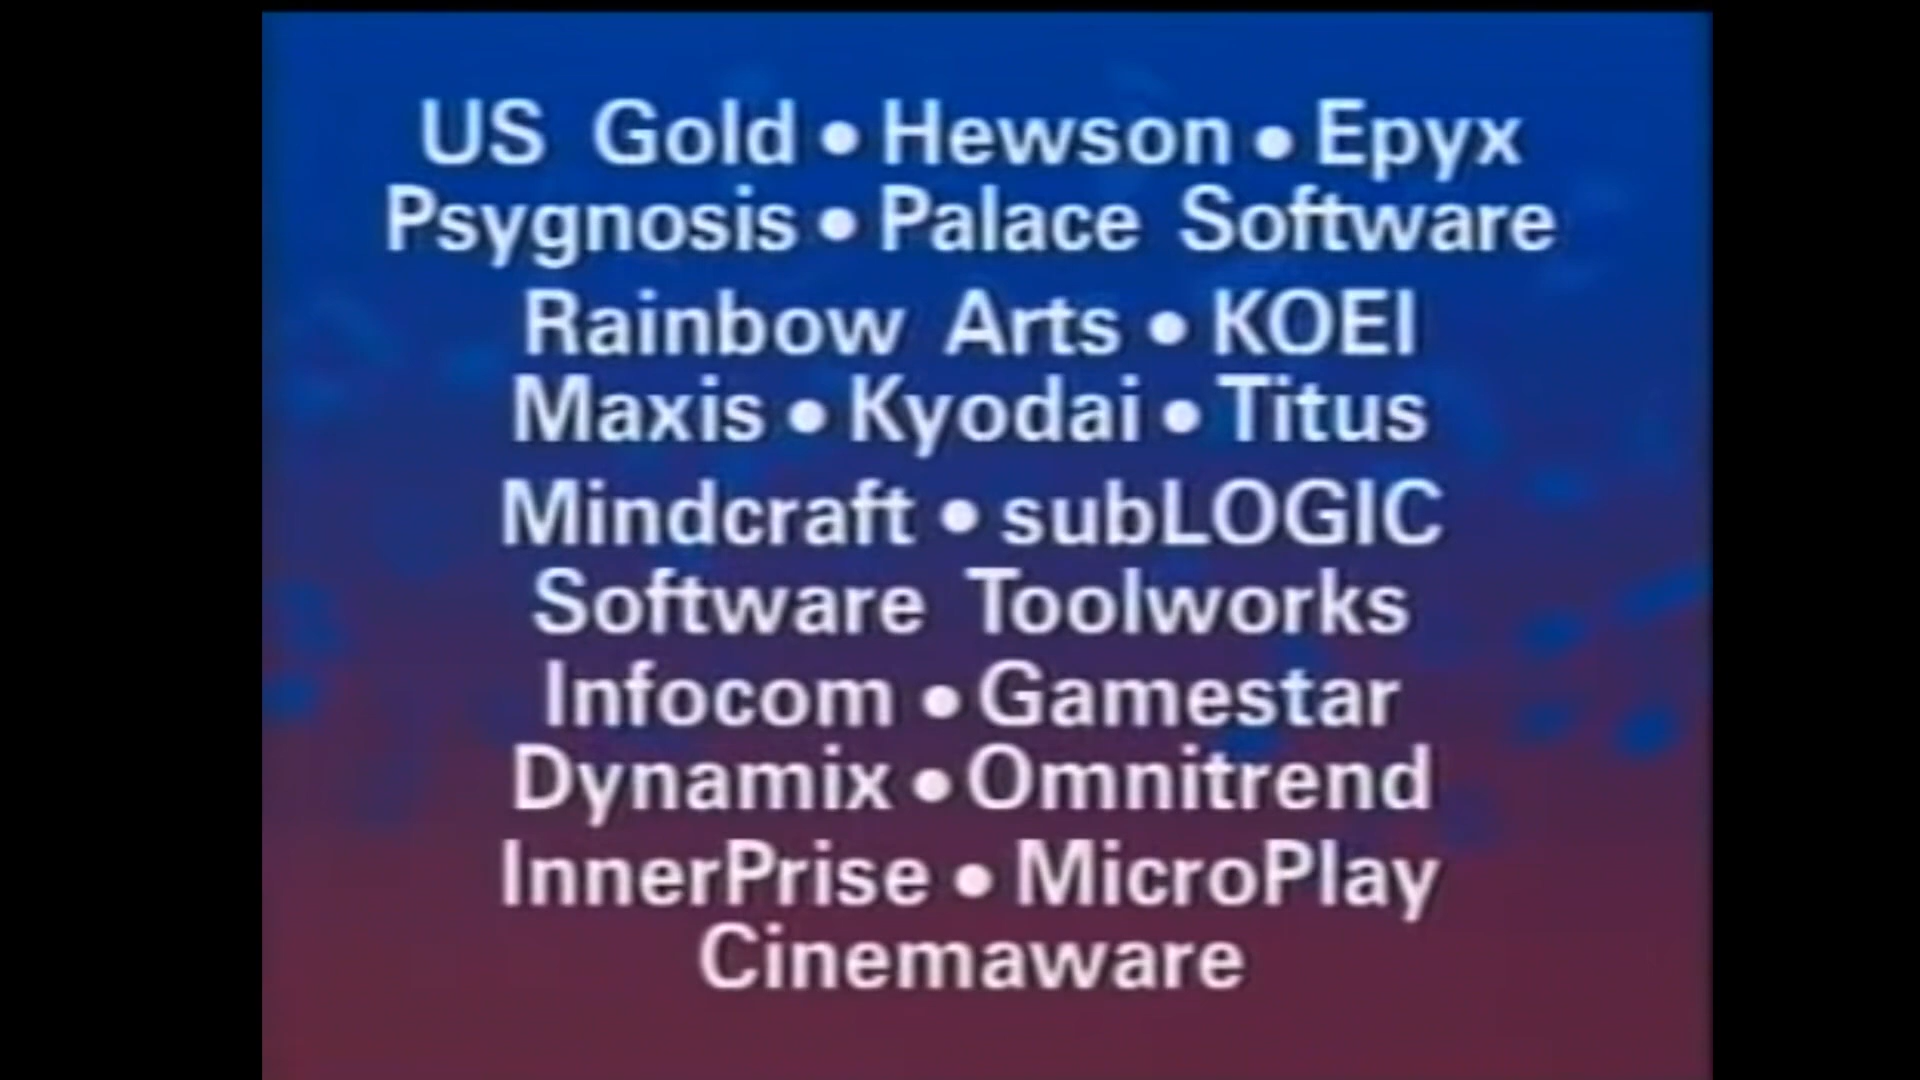 US Gold • Hewson • Epyx
Psygnosis • Palace Software
Rainbow Arts • KOEI
Maxis • Kyodai • Titus
Mindcraft • subLOGIC
Software Toolworks
Infocom • Gamestar
Dynamix • Omnitrend
InnerPrise • MicroPlay
Cinemaware